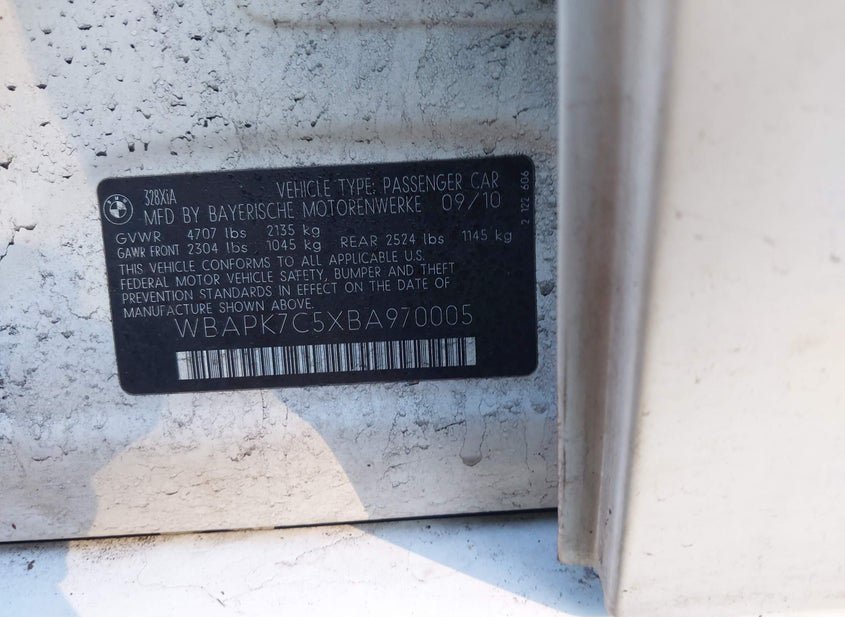 328XiA
VEHICLE TYPE: PASSENGER CAR
MFD BY BAYERISCHE MOTORENWERKE 09/10
GVWR 4707 lbs 2135 kg
GAWR FRONT 2304 lbs 1045 kg REAR 2524 lbs 1145 kg
THIS VEHICLE CONFORMS TO ALL APPLICABLE U.S.
FEDERAL MOTOR VEHICLE SAFETY, BUMPER AND THEFT
PREVENTION STANDARDS IN EFFECT ON THE DATE OF
MANUFACTURE SHOWN ABOVE.
WBAPK7C5XBA970005
2 122 606